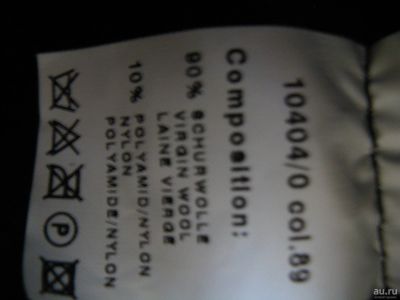 10404/0 col.89
Composition:
90% SCHURWOLLE
VIRGIN WOOL
LAINE VIERGE
10% POLYAMID/NYLON
NYLON
POLYAMIDE/NYLON
P
au.ru